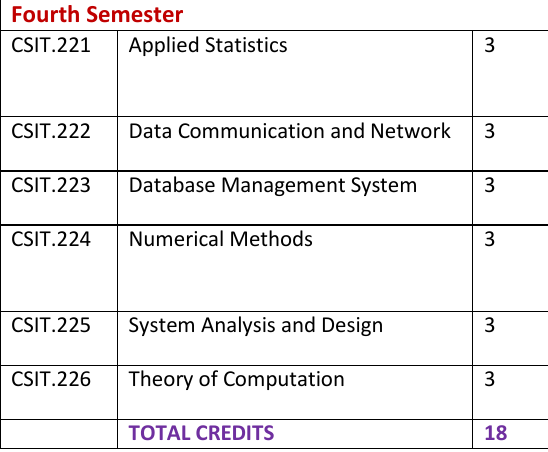 Fourth Semester
CSIT.221 Applied Statistics 3
CSIT.222 Data Communication and Network 3
CSIT.223 Database Management System 3
CSIT.224 Numerical Methods 3
CSIT.225 System Analysis and Design 3
CSIT.226 Theory of Computation 3
TOTAL CREDITS 18